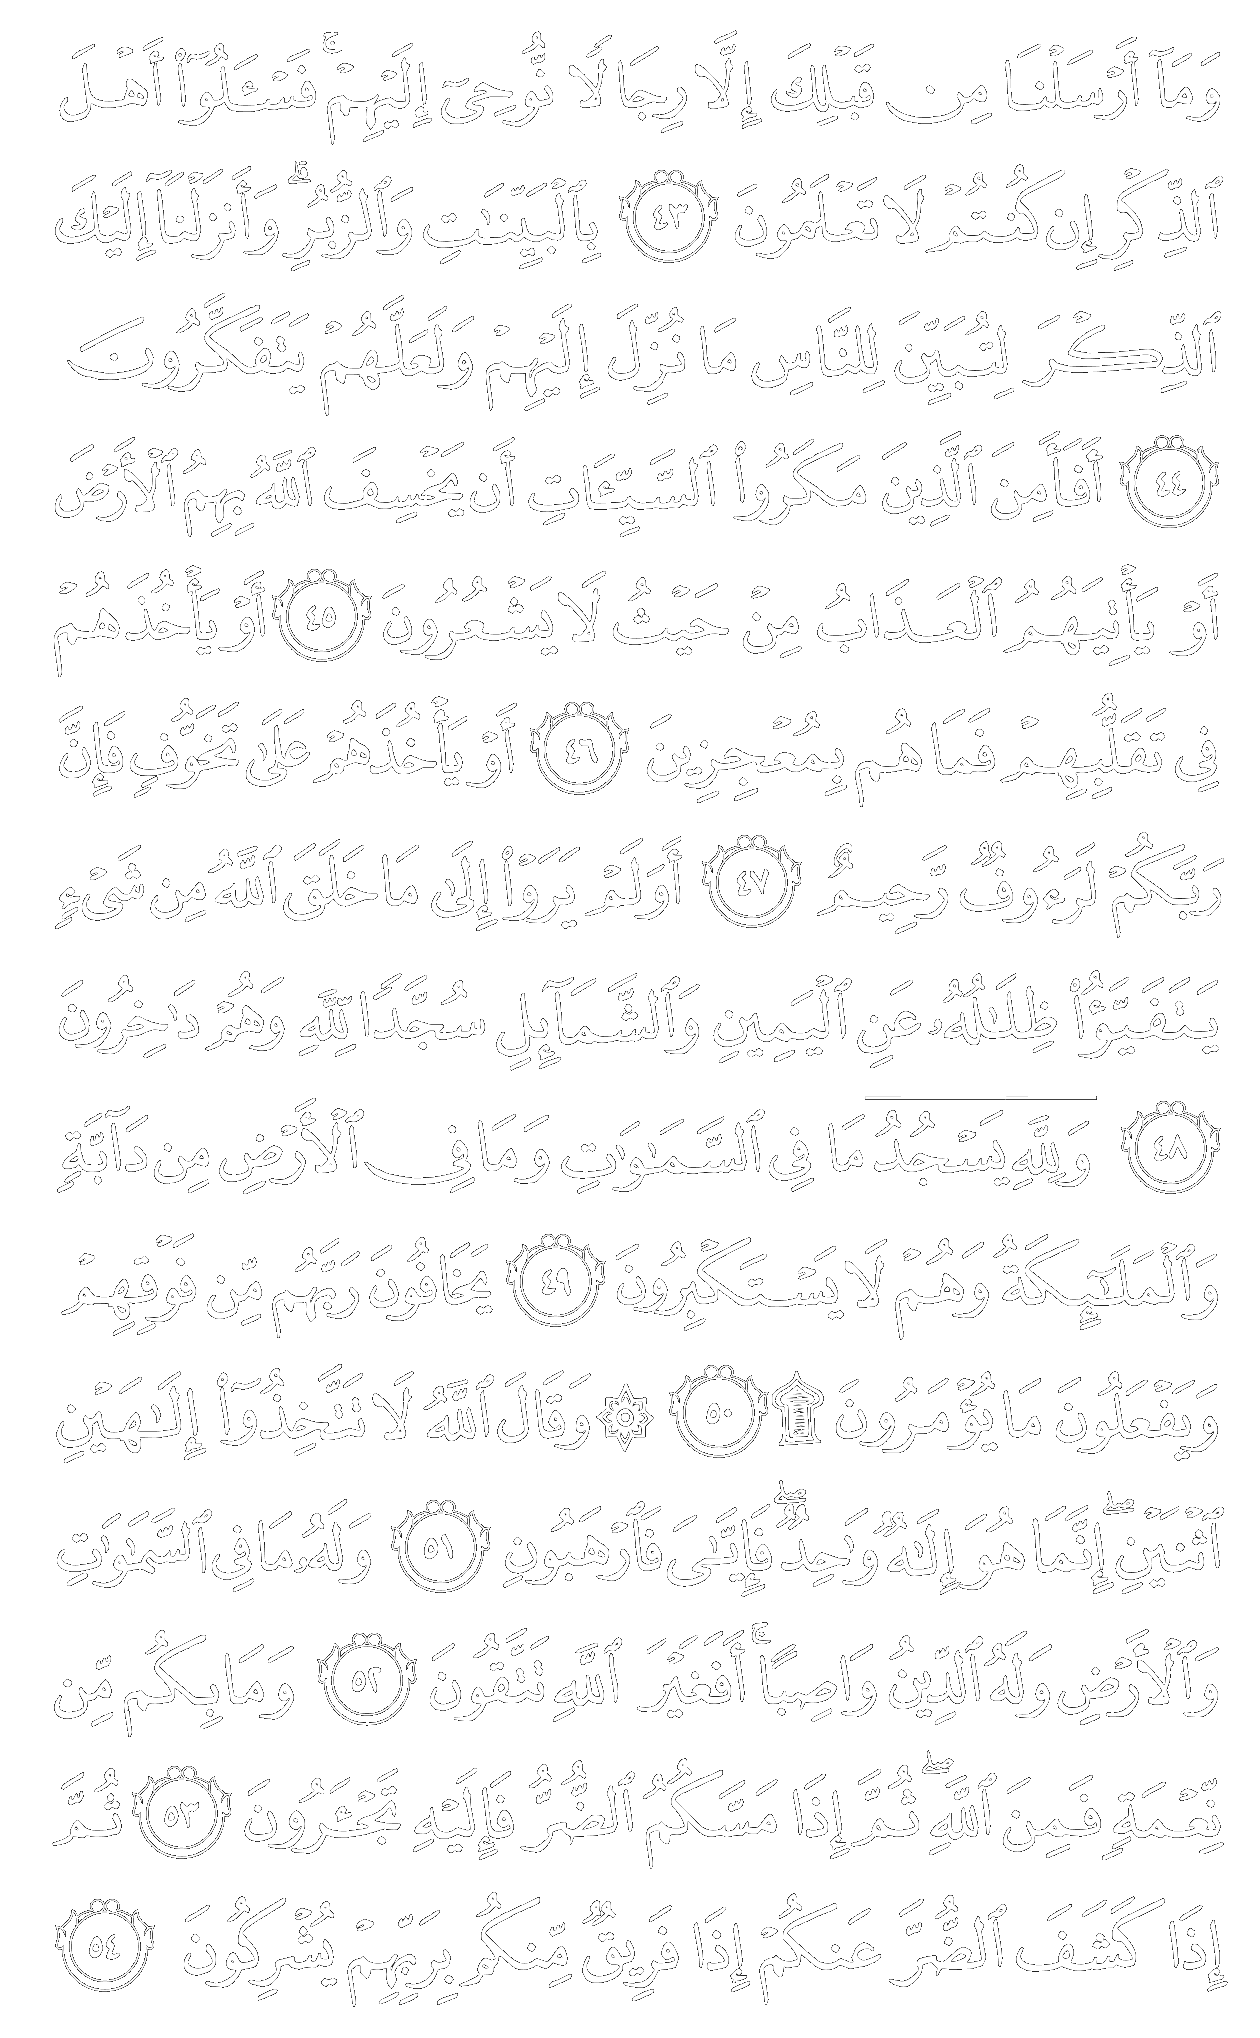 وَمَآ أَرْسَلْنَا مِن قَبْلِكَ إِلَّا رِجَالًا نُّوحِىٓ إِلَيْهِمْ ۚ فَسْـَٔلُوٓا۟ أَهْلَ
ٱلذِّكْرِ إِن كُنتُمْ لَا تَعْلَمُونَ ٤٣ بِٱلْبَيِّنَـٰتِ وَٱلزُّبُرِ ۗ وَأَنزَلْنَآ إِلَيْكَ
ٱلذِّكْرَ لِتُبَيِّنَ لِلنَّاسِ مَا نُزِّلَ إِلَيْهِمْ وَلَعَلَّهُمْ يَتَفَكَّرُونَ
٤٤ أَفَأَمِنَ ٱلَّذِينَ مَكَرُوا۟ ٱلسَّيِّـَٔاتِ أَن يَخْسِفَ ٱللَّهُ بِهِمُ ٱلْأَرْضَ
أَوْ يَأْتِيَهُمُ ٱلْعَذَابُ مِنْ حَيْثُ لَا يَشْعُرُونَ ٤٥ أَوْ يَأْخُذَهُمْ
فِى تَقَلُّبِهِمْ فَمَا هُم بِمُعْجِزِينَ ٤٦ أَوْ يَأْخُذَهُمْ عَلَىٰ تَخَوُّفٍ فَإِنَّ
رَبَّكُمْ لَرَءُوفٌ رَّحِيمٌ ٤٧ أَوَلَمْ يَرَوْا۟ إِلَىٰ مَا خَلَقَ ٱللَّهُ مِن شَىْءٍ
يَتَفَيَّؤُا۟ ظِلَـٰلُهُۥ عَنِ ٱلْيَمِينِ وَٱلشَّمَآئِلِ سُجَّدًا لِّلَّهِ وَهُمْ دَٰخِرُونَ
٤٨ وَلِلَّهِ يَسْجُدُ مَا فِى ٱلسَّمَـٰوَٰتِ وَمَا فِى ٱلْأَرْضِ مِن دَآبَّةٍ
وَٱلْمَلَـٰٓئِكَةُ وَهُمْ لَا يَسْتَكْبِرُونَ ٤٩ يَخَافُونَ رَبَّهُم مِّن فَوْقِهِمْ
وَيَفْعَلُونَ مَا يُؤْمَرُونَ ۩ ٥٠ ۞ وَقَالَ ٱللَّهُ لَا تَتَّخِذُوٓا۟ إِلَـٰهَيْنِ
ٱثْنَيْنِ ۖ إِنَّمَا هُوَ إِلَـٰهٌ وَٰحِدٌ ۖ فَإِيَّـٰىَ فَٱرْهَبُونِ ٥١ وَلَهُۥ مَا فِى ٱلسَّمَـٰوَٰتِ
وَٱلْأَرْضِ وَلَهُ ٱلدِّينُ وَاصِبًا ۚ أَفَغَيْرَ ٱللَّهِ تَتَّقُونَ ٥٢ وَمَا بِكُم مِّن
نِّعْمَةٍ فَمِنَ ٱللَّهِ ۖ ثُمَّ إِذَا مَسَّكُمُ ٱلضُّرُّ فَإِلَيْهِ تَجْـَٔرُونَ ٥٣ ثُمَّ
إِذَا كَشَفَ ٱلضُّرَّ عَنكُمْ إِذَا فَرِيقٌ مِّنكُم بِرَبِّهِمْ يُشْرِكُونَ ٥٤